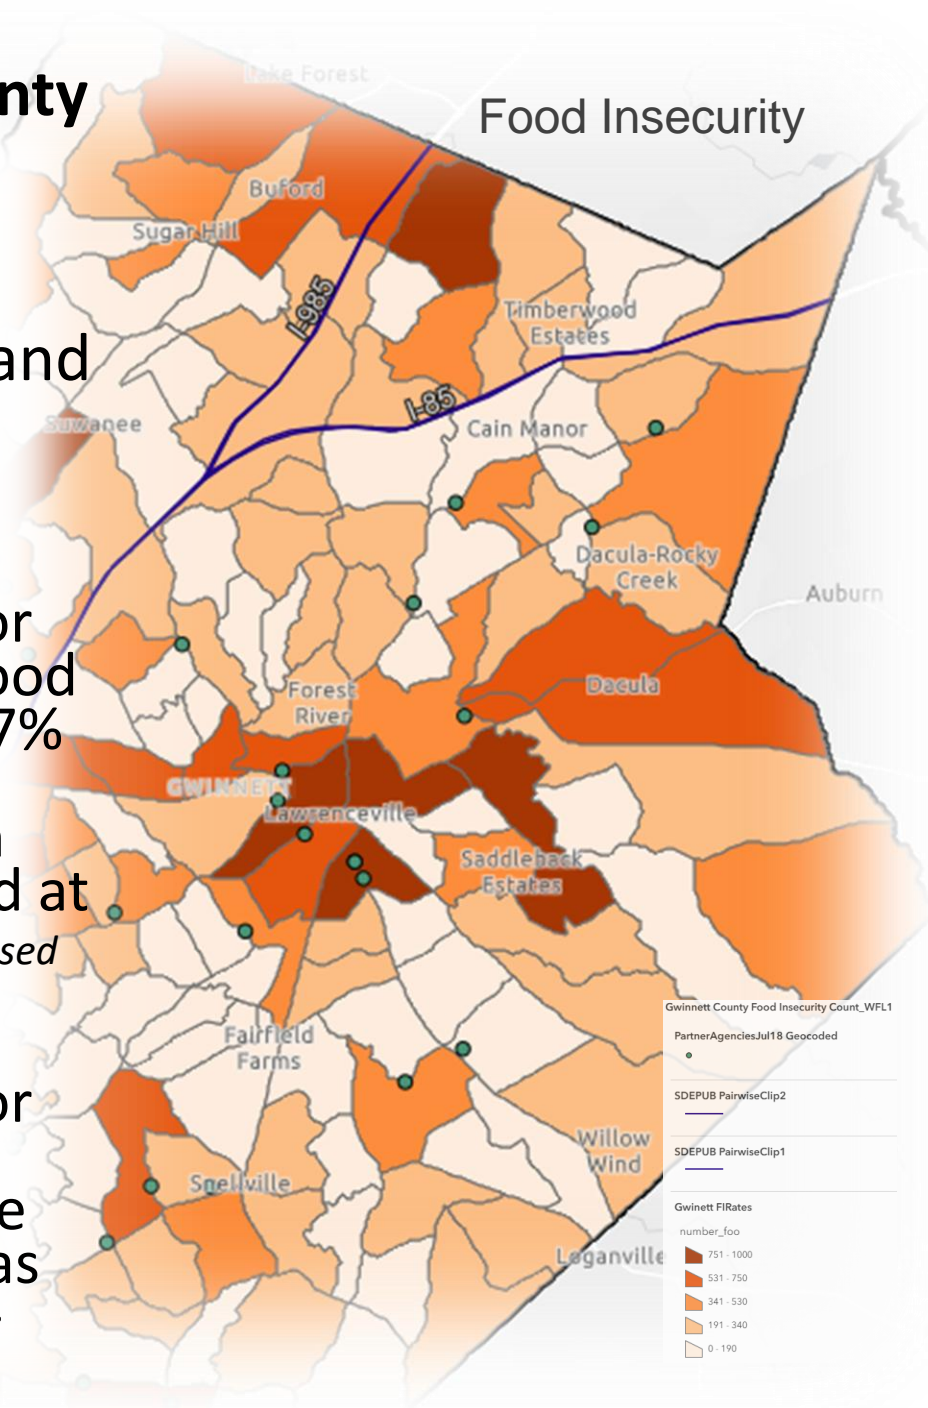 nty
Food Insecurity
and
or
ood
7%
d at
sed
or
e
as
Lake Forest
Buford
Sugar Hill
I-985
Timberwood
Estates
I-85
Suwanee
Cain Manor
Dacula-Rocky
Creek
Auburn
Forest
River
Dacula
GWINNETT
Lawrenceville
Saddleback
Estates
Fairfield
Farms
Willow
Wind
Snellville
Loganville
Gwinnett County Food Insecurity Count_WFL1
PartnerAgenciesJul18 Geocoded
SDEPUB PairwiseClip2
SDEPUB PairwiseClip1
Gwinett FIRates
number_foo
751 - 1000
531 - 750
341 - 530
191 - 340
0 - 190